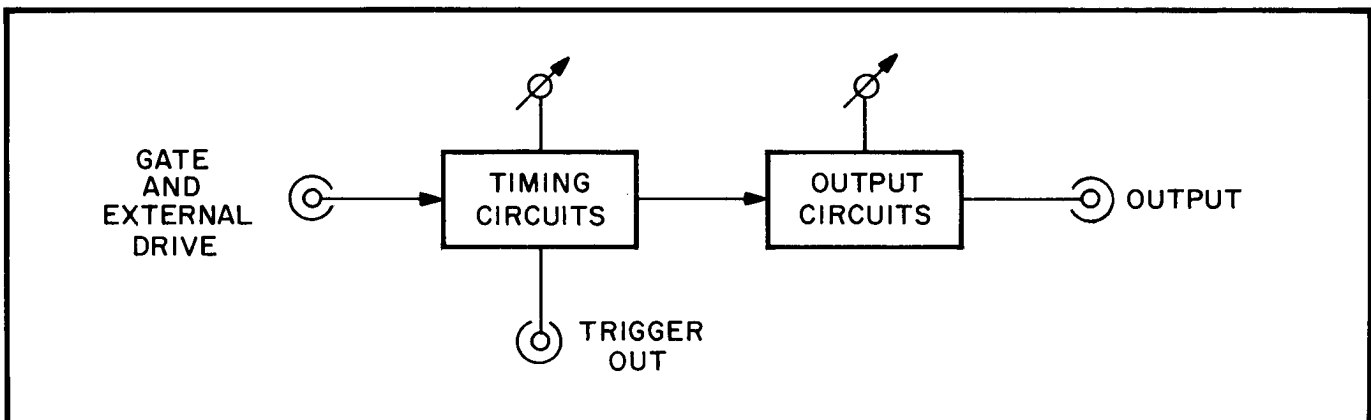 GATE
AND
EXTERNAL
DRIVE
TIMING
CIRCUITS
OUTPUT
CIRCUITS
OUTPUT
TRIGGER
OUT